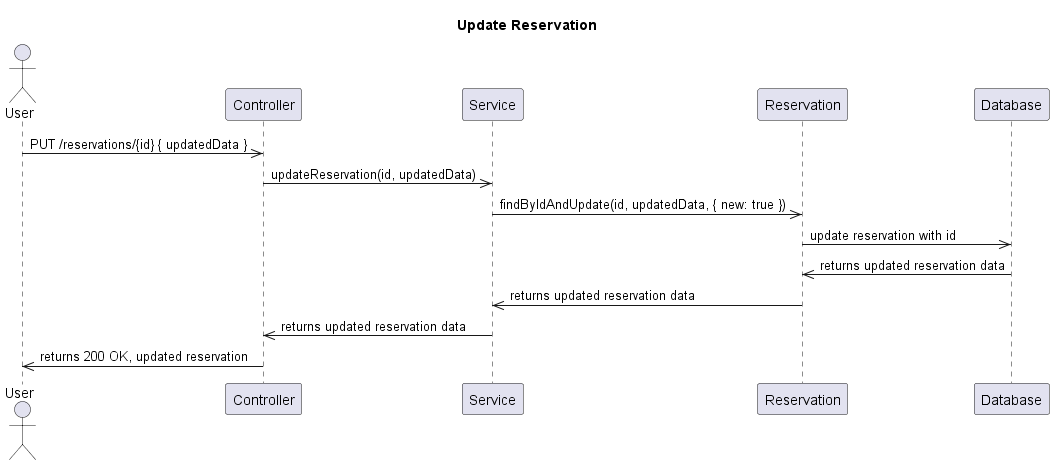 Update Reservation
User
Controller
Service
Reservation
Database
PUT /reservations/{id} { updatedData }
updateReservation(id, updatedData)
findByIdAndUpdate(id, updatedData, { new: true })
update reservation with id
returns updated reservation data
returns updated reservation data
returns updated reservation data
returns 200 OK, updated reservation
User
Controller
Service
Reservation
Database